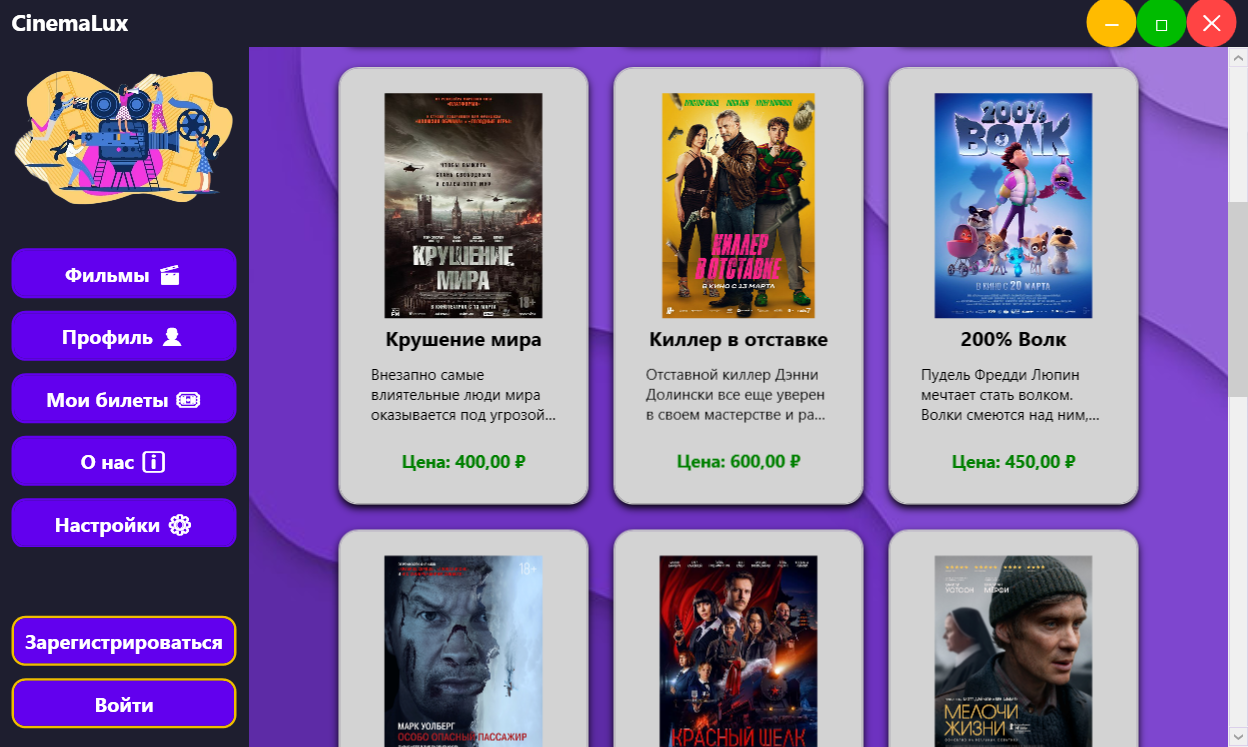 CinemaLux
Фильмы
Профиль
Мои билеты
О нас
Настройки
Зарегистрироваться
Войти
ЧТОБЫ ВЫЖИТЬ
КРУШЕНИЕ
МИРА
18+
Крушение мира
Внезапно самые
влиятельные люди мира
оказывается под угрозой...
Цена: 400,00 ₽
КИЛЛЕР
В ОТСТАВКЕ
В КИНО С 13 МАРТА
Киллер в отставке
Отставной киллер Дэнни
Долински все еще уверен
в своем мастерстве и ра...
Цена: 600,00 ₽
200%
ВОЛК
В КИНО С 20 МАРТА
200% Волк
Пудель Фредди Люпин
мечтает стать волком.
Волки смеются над ним,...
Цена: 450,00 ₽
18+
МАРК УОЛБЕРГ
ОСОБО ОПАСНЫЙ ПАССАЖИР
КРАСНЫЙ ШЕЛК
УОТСОН
МЕРФИ
МЕЛОЧИ
ЖИЗНИ